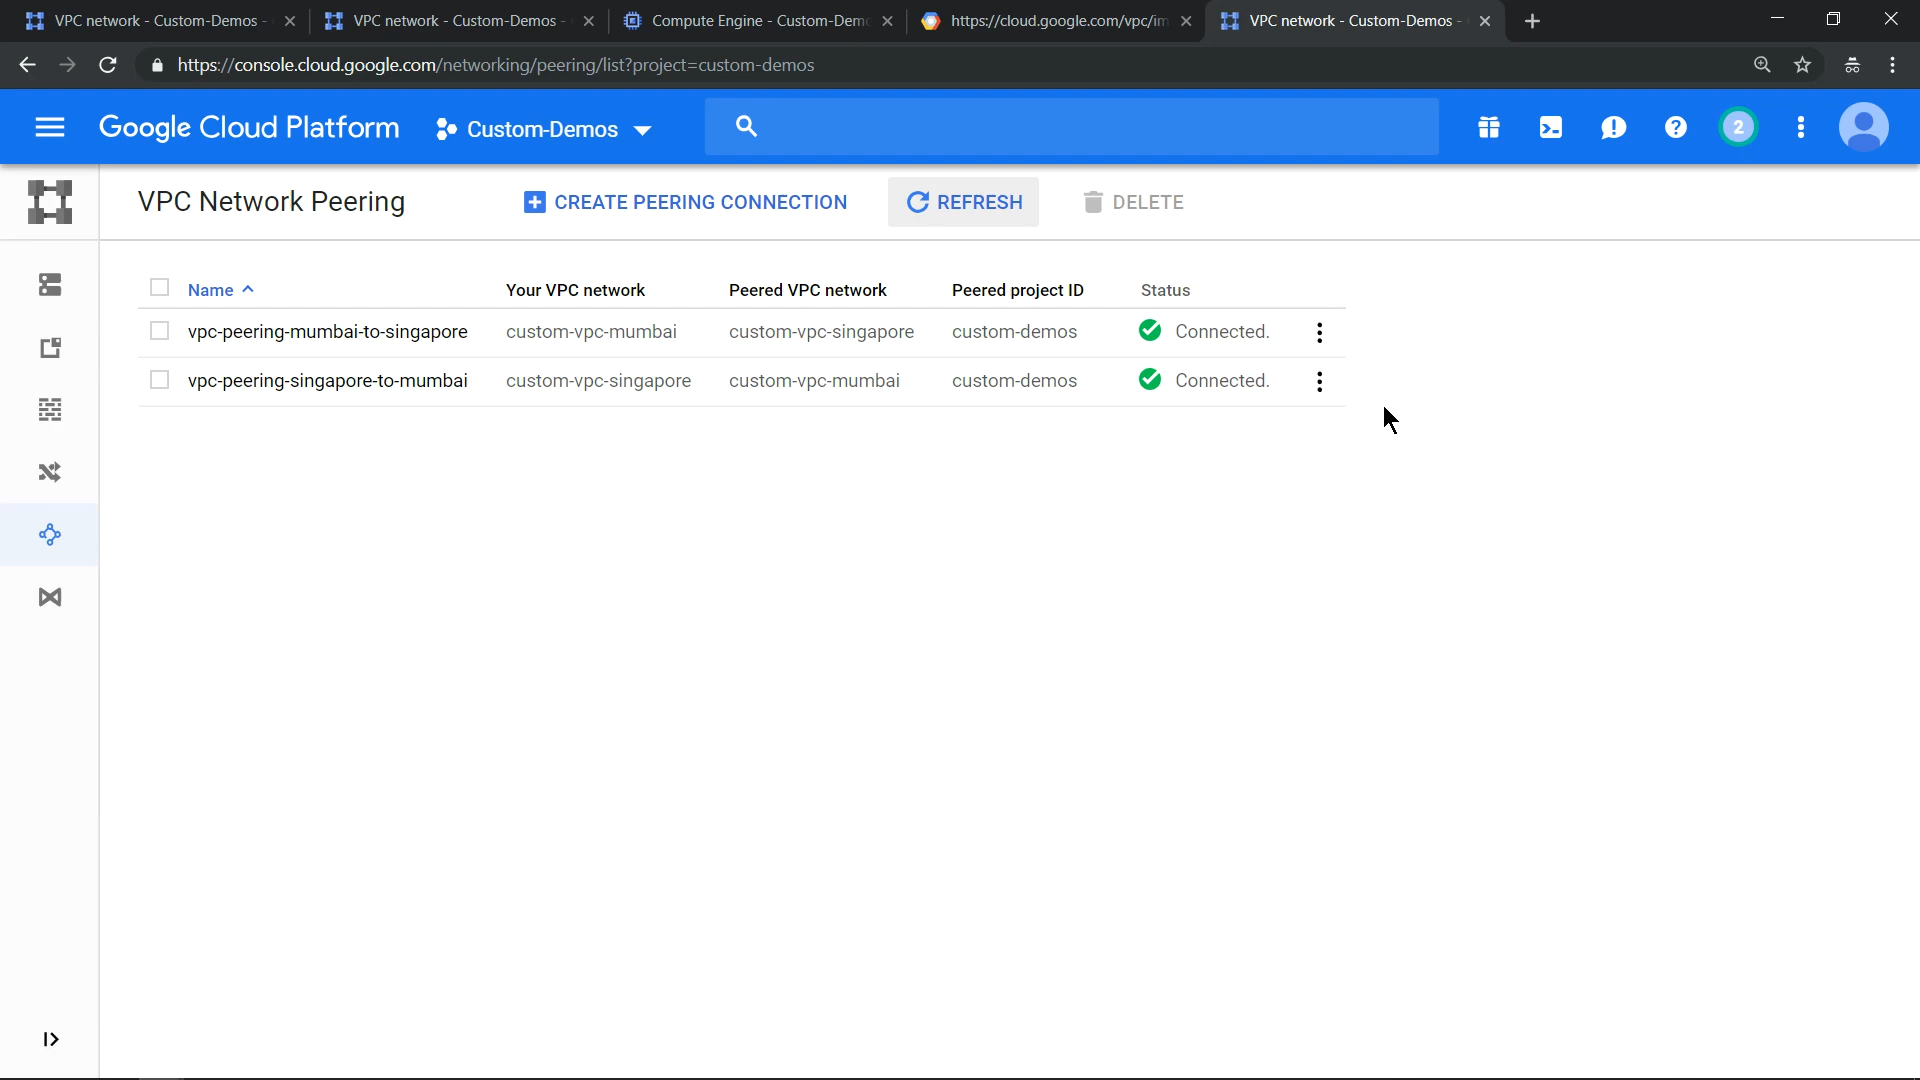 VPC network - Custom-Demos -
VPC network - Custom-Demos -
Compute Engine - Custom-Dem
https://cloud.google.com/vpc/im
VPC network - Custom-Demos -
https://console.cloud.google.com/networking/peering/list?project=custom-demos
Google Cloud Platform
Custom-Demos
2
VPC Network Peering
CREATE PEERING CONNECTION
REFRESH
DELETE
Name Your VPC network Peered VPC network Peered project ID Status
vpc-peering-mumbai-to-singapore custom-vpc-mumbai custom-vpc-singapore custom-demos Connected.
vpc-peering-singapore-to-mumbai custom-vpc-singapore custom-vpc-mumbai custom-demos Connected.